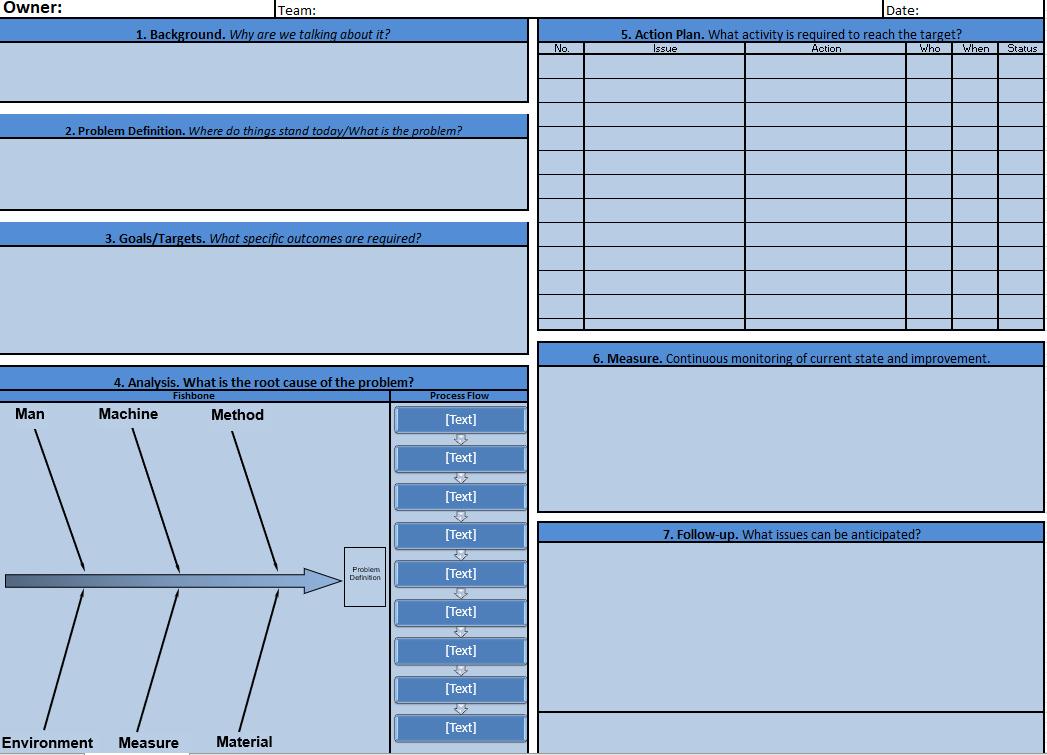 Owner:
Team:
Date:
1. Background. Why are we talking about it?
2. Problem Definition. Where do things stand today/What is the problem?
3. Goals/Targets. What specific outcomes are required?
4. Analysis. What is the root cause of the problem?
Fishbone
Process Flow
Man
Machine
Method
Problem
Definition
Environment
Measure
Material
[Text]
[Text]
[Text]
[Text]
[Text]
[Text]
[Text]
[Text]
[Text]
5. Action Plan. What activity is required to reach the target?
No.
Issue
Action
Who
When
Status
6. Measure. Continuous monitoring of current state and improvement.
7. Follow-up. What issues can be anticipated?